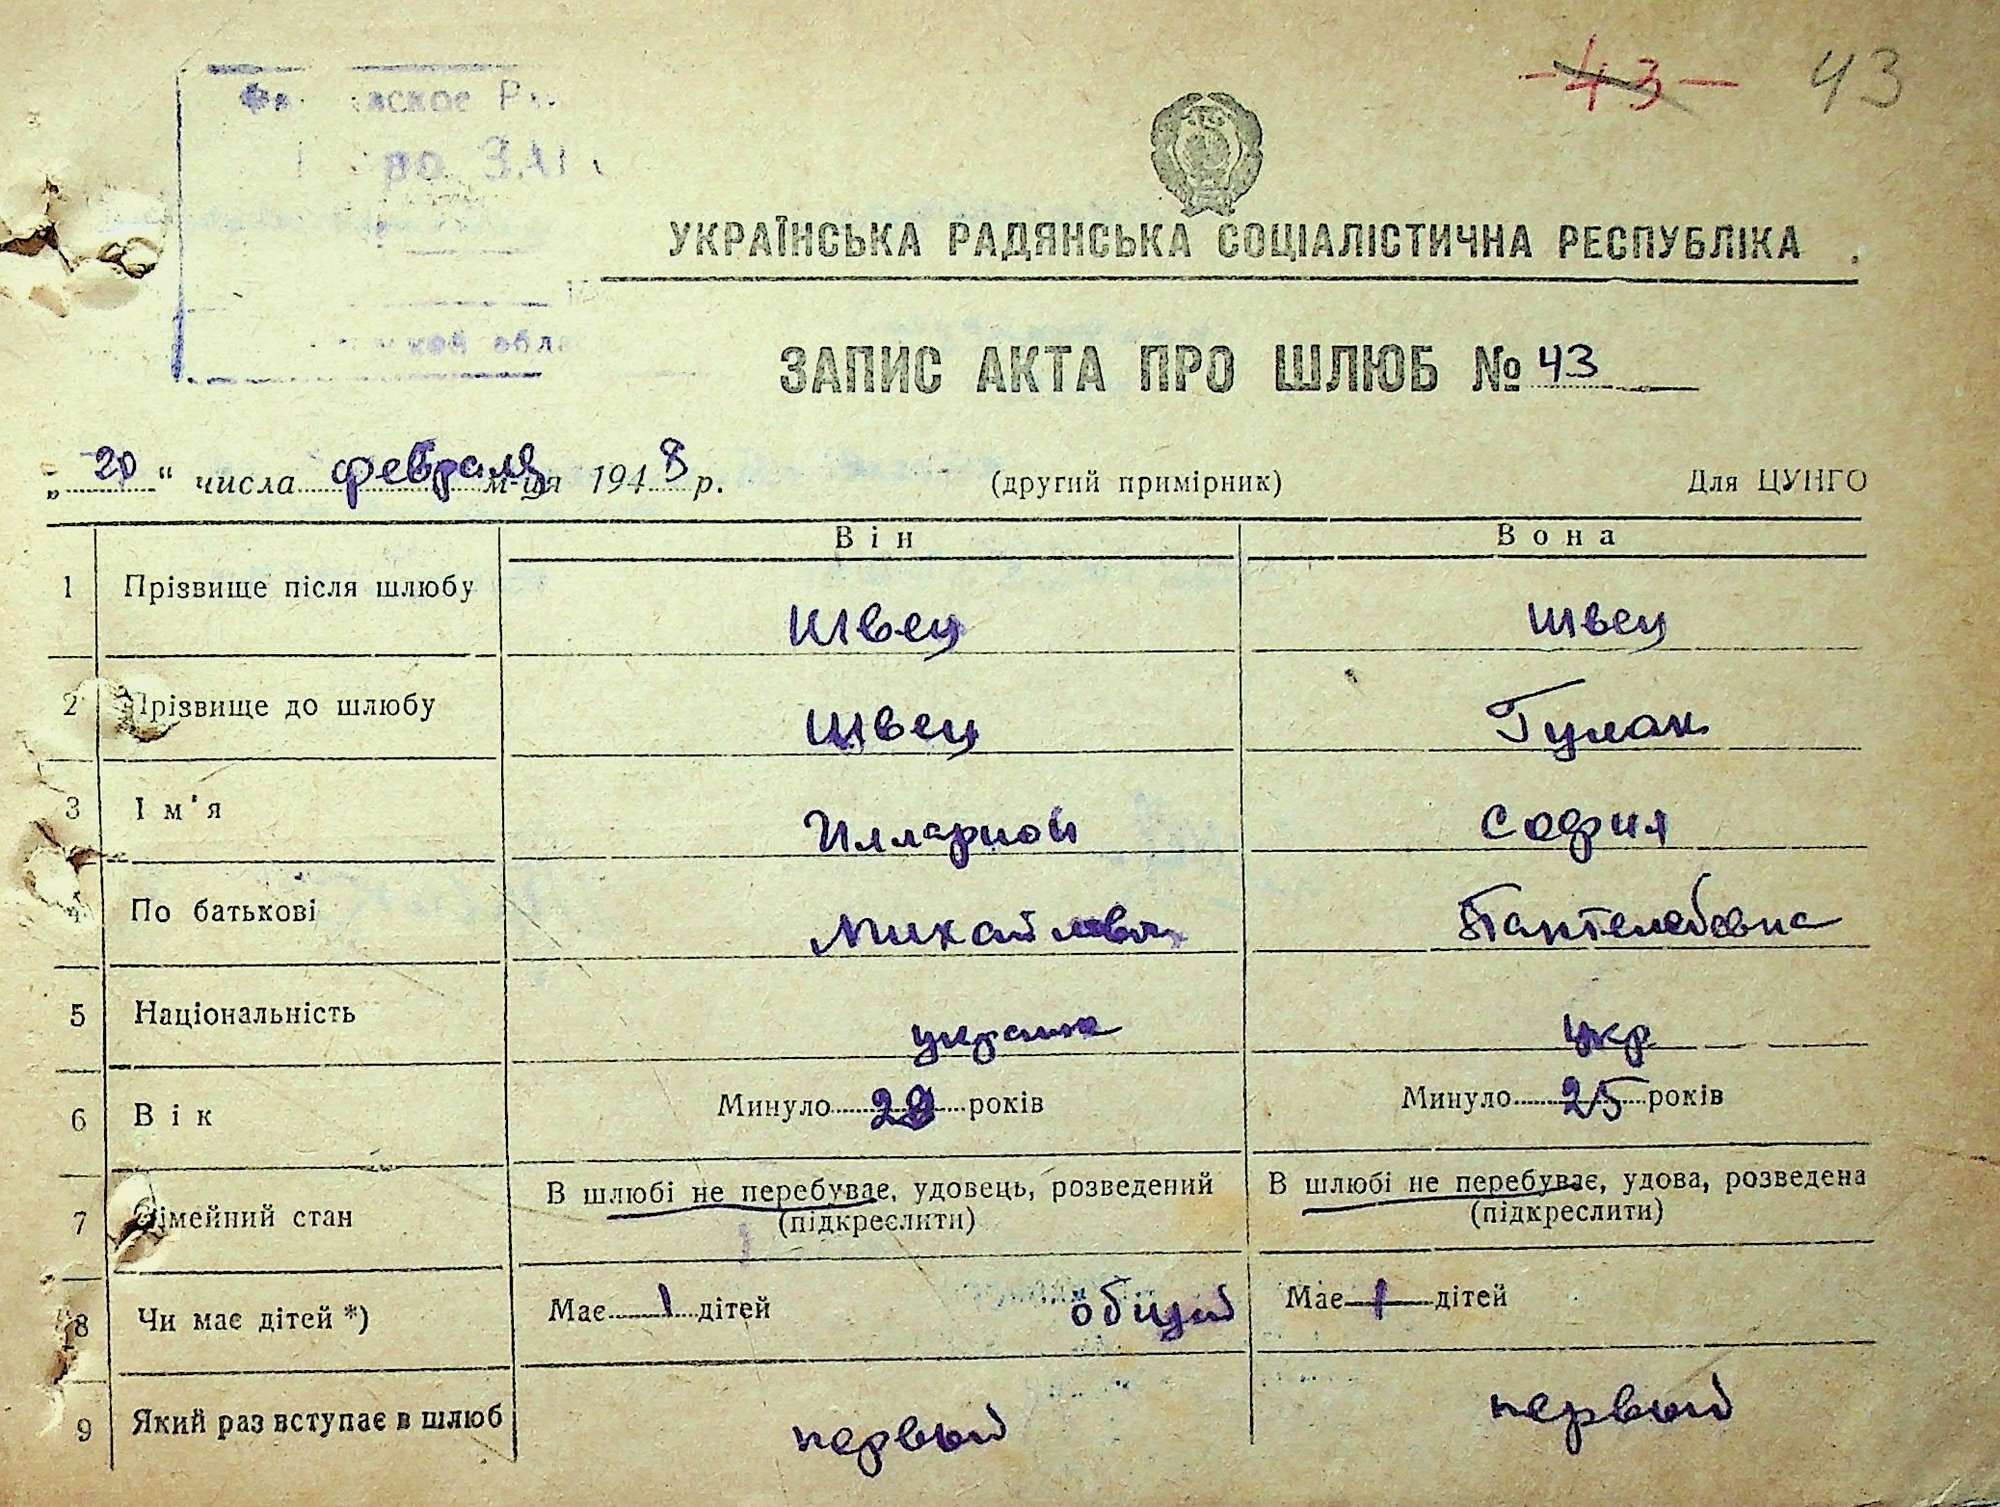 -43- 43
ЗАГ
УКРАЇНСЬКА РАДЯНСЬКА СОЦІАЛІСТИЧНА РЕСПУБЛІКА
ЗАПИС АКТА ПРО ШЛЮБ № 43
„20“ числа февраля м-ця 1948 р. (другий примірник) Для ЦУНГО
Він Вона
1 Прізвище після шлюбу Швец Швец
2 Прізвище до шлюбу Швец Гулак
3 Ім'я Илларион София
4 По батькові Михайлович Пантелеевна
5 Національність украин укр
6 Вік Минуло 29 років Минуло 25 років
7 Сімейний стан В шлюбі не перебуває, удовець, розведений В шлюбі не перебуває, удова, розведена
(підкреслити) (підкреслити)
8 Чи має дітей *) Має 1 дітей общий Має 1 дітей
9 Який раз вступає в шлюб первый первый